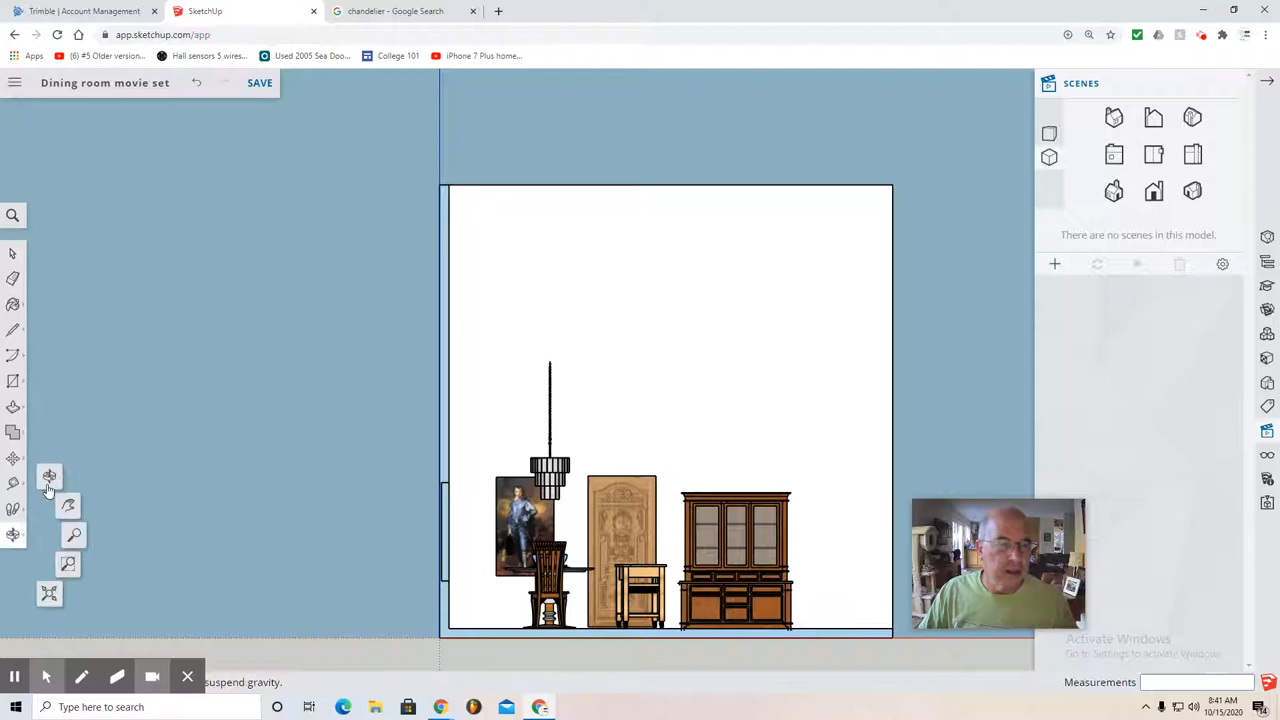 Trimble | Account Management
SketchUp
chandelier - Google Search
app.sketchup.com/app
Apps
(6) #5 Older version...
Hall sensors 5 wires...
Used 2005 Sea Doo...
College 101
iPhone 7 Plus home...
Dining room movie set
SAVE
SCENES
There are no scenes in this model.
Activate Windows
Go to Settings to activate Windows.
suspend gravity.
Measurements
Type here to search
8:41 AM
10/15/2020
14